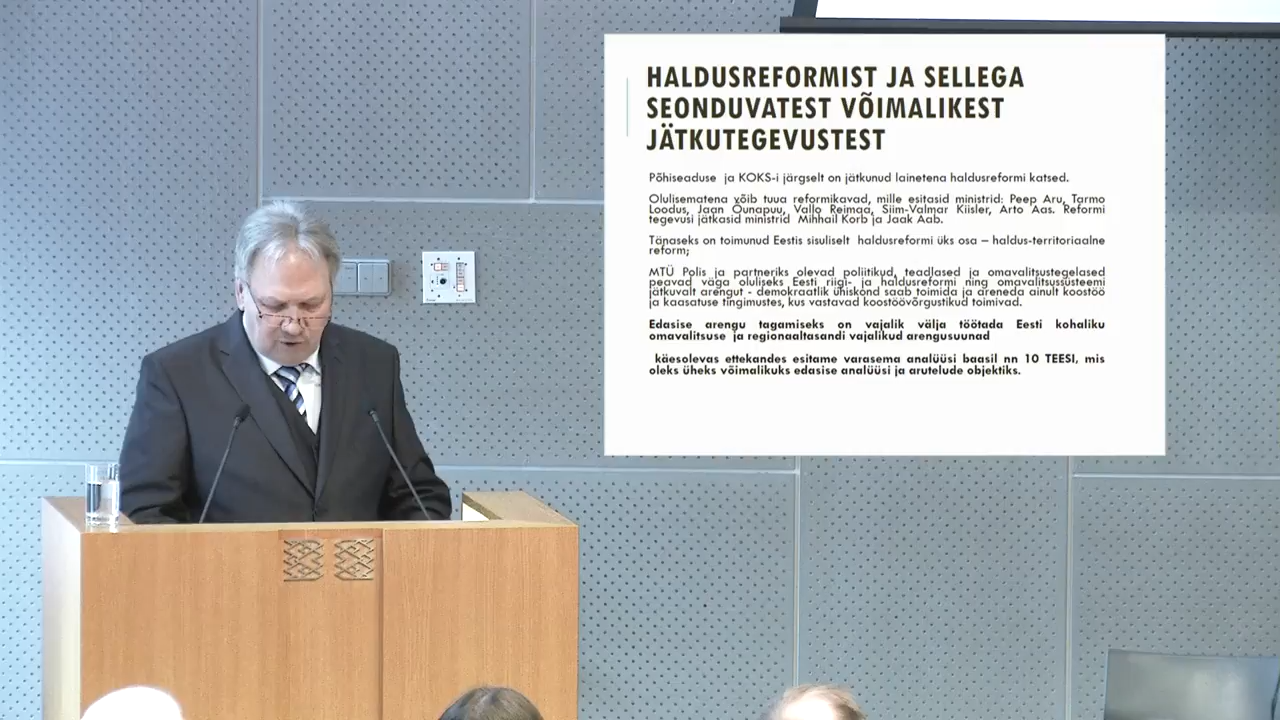 HALDUSREFORMIST JA SELLEGA
SEONDUVATEST VÕIMALIKEST
JÄTKUTEGEVUSTEST
Põhiseaduse ja KOKS-i järgselt on jätkunud lainetena haldusreformi katsed.
Olulisematena võib tuua reformikavad, mille esitasid ministrid: Peep Aru, Tarmo
Loodus, Jaan Õunapuu, Vallo Reimaa, Siim-Valmar Kiisler, Arto Aas. Reformi
tegevusi jätkasid ministrid Mihhail Korb ja Jaak Aab.
Tänaseks on toimunud Eestis sisuliselt haldusreformi üks osa – haldus-territoriaalne
reform;
MTÜ Polis ja partneriks olevad poliitikud, teadlased ja omavalitsustegelased
peavad väga oluliseks Eesti riigi- ja haldusreformi ning omavalitsussüsteemi
jätkuvat arengut - demokraatlik ühiskond saab toimida ja areneda ainult koostöö
ja kaasatuse tingimustes, kus vastavad koostöövõrgustikud toimivad.
Edasise arengu tagamiseks on vajalik välja töötada Eesti kohaliku
omavalitsuse ja regionaaltasandi vajalikud arengusuunad
käesolevas ettekandes esitame varasema analüüsi baasil nn 10 TEESI, mis
oleks üheks võimalikuks edasise analüüsi ja arutelude objektiks.